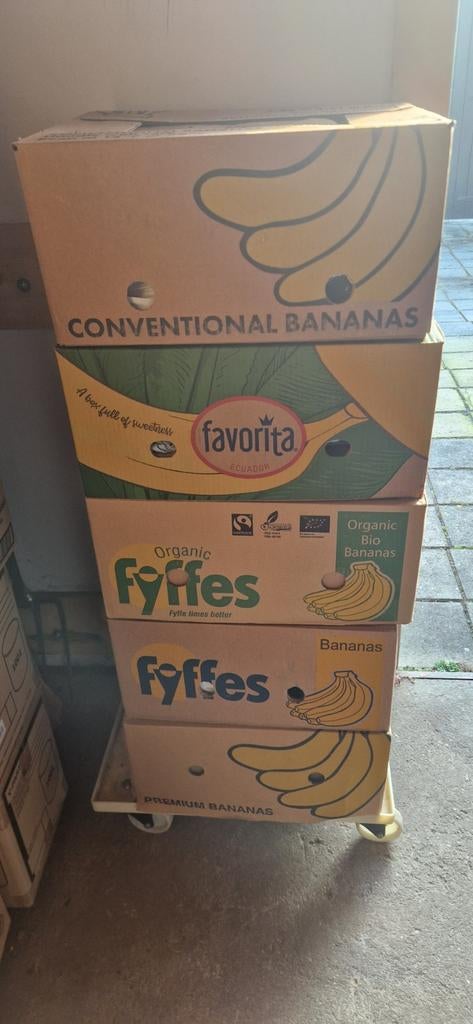 CONVENTIONAL BANANAS
A box full of sweetness
favorita
ECUADOR
Organic
Bio
Bananas
Organic
fyffes
Fyffe times better
Bananas
fyffes
PREMIUM BANANAS